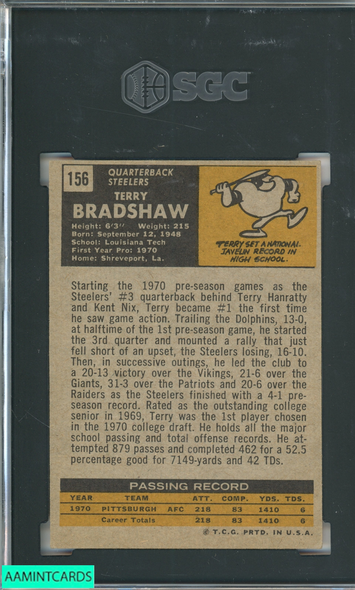 SGC
156
QUARTERBACK
STEELERS
TERRY
BRADSHAW
Height: 6'3" Weight: 215
Born: September 12, 1948
School: Louisiana Tech
First Year Pro: 1970
Home: Shreveport, La.
TERRY SET A NATIONAL
JAVELIN RECORD IN
HIGH SCHOOL.
Starting the 1970 pre-season games as the
Steelers' #3 quarterback behind Terry Hanratty
and Kent Nix, Terry became #1 the first time
he saw game action. Trailing the Dolphins, 13-0,
at halftime of the 1st pre-season game, he started
the 3rd quarter and mounted a rally that just
fell short of an upset, the Steelers losing, 16-10.
Then, in successive outings, he led the club to
a 20-13 victory over the Vikings, 21-6 over the
Giants, 31-3 over the Patriots and 20-6 over the
Raiders as the Steelers finished with a 4-1 pre-
season record. Rated as the outstanding college
senior in 1969, Terry was the 1st player chosen
in the 1970 college draft. He holds all the major
school passing and total offense records. He at-
tempted 879 passes and completed 462 for a 52.5
percentage good for 7149-yards and 42 TDs.
PASSING RECORD
YEAR TEAM ATT. COMP. YDS. TDS.
1970 PITTSBURGH AFC 218 83 1410 6
Career Totals 218 83 1410 6
© T.C.G. PRTD. IN U.S.A.
AAMINTCARDS